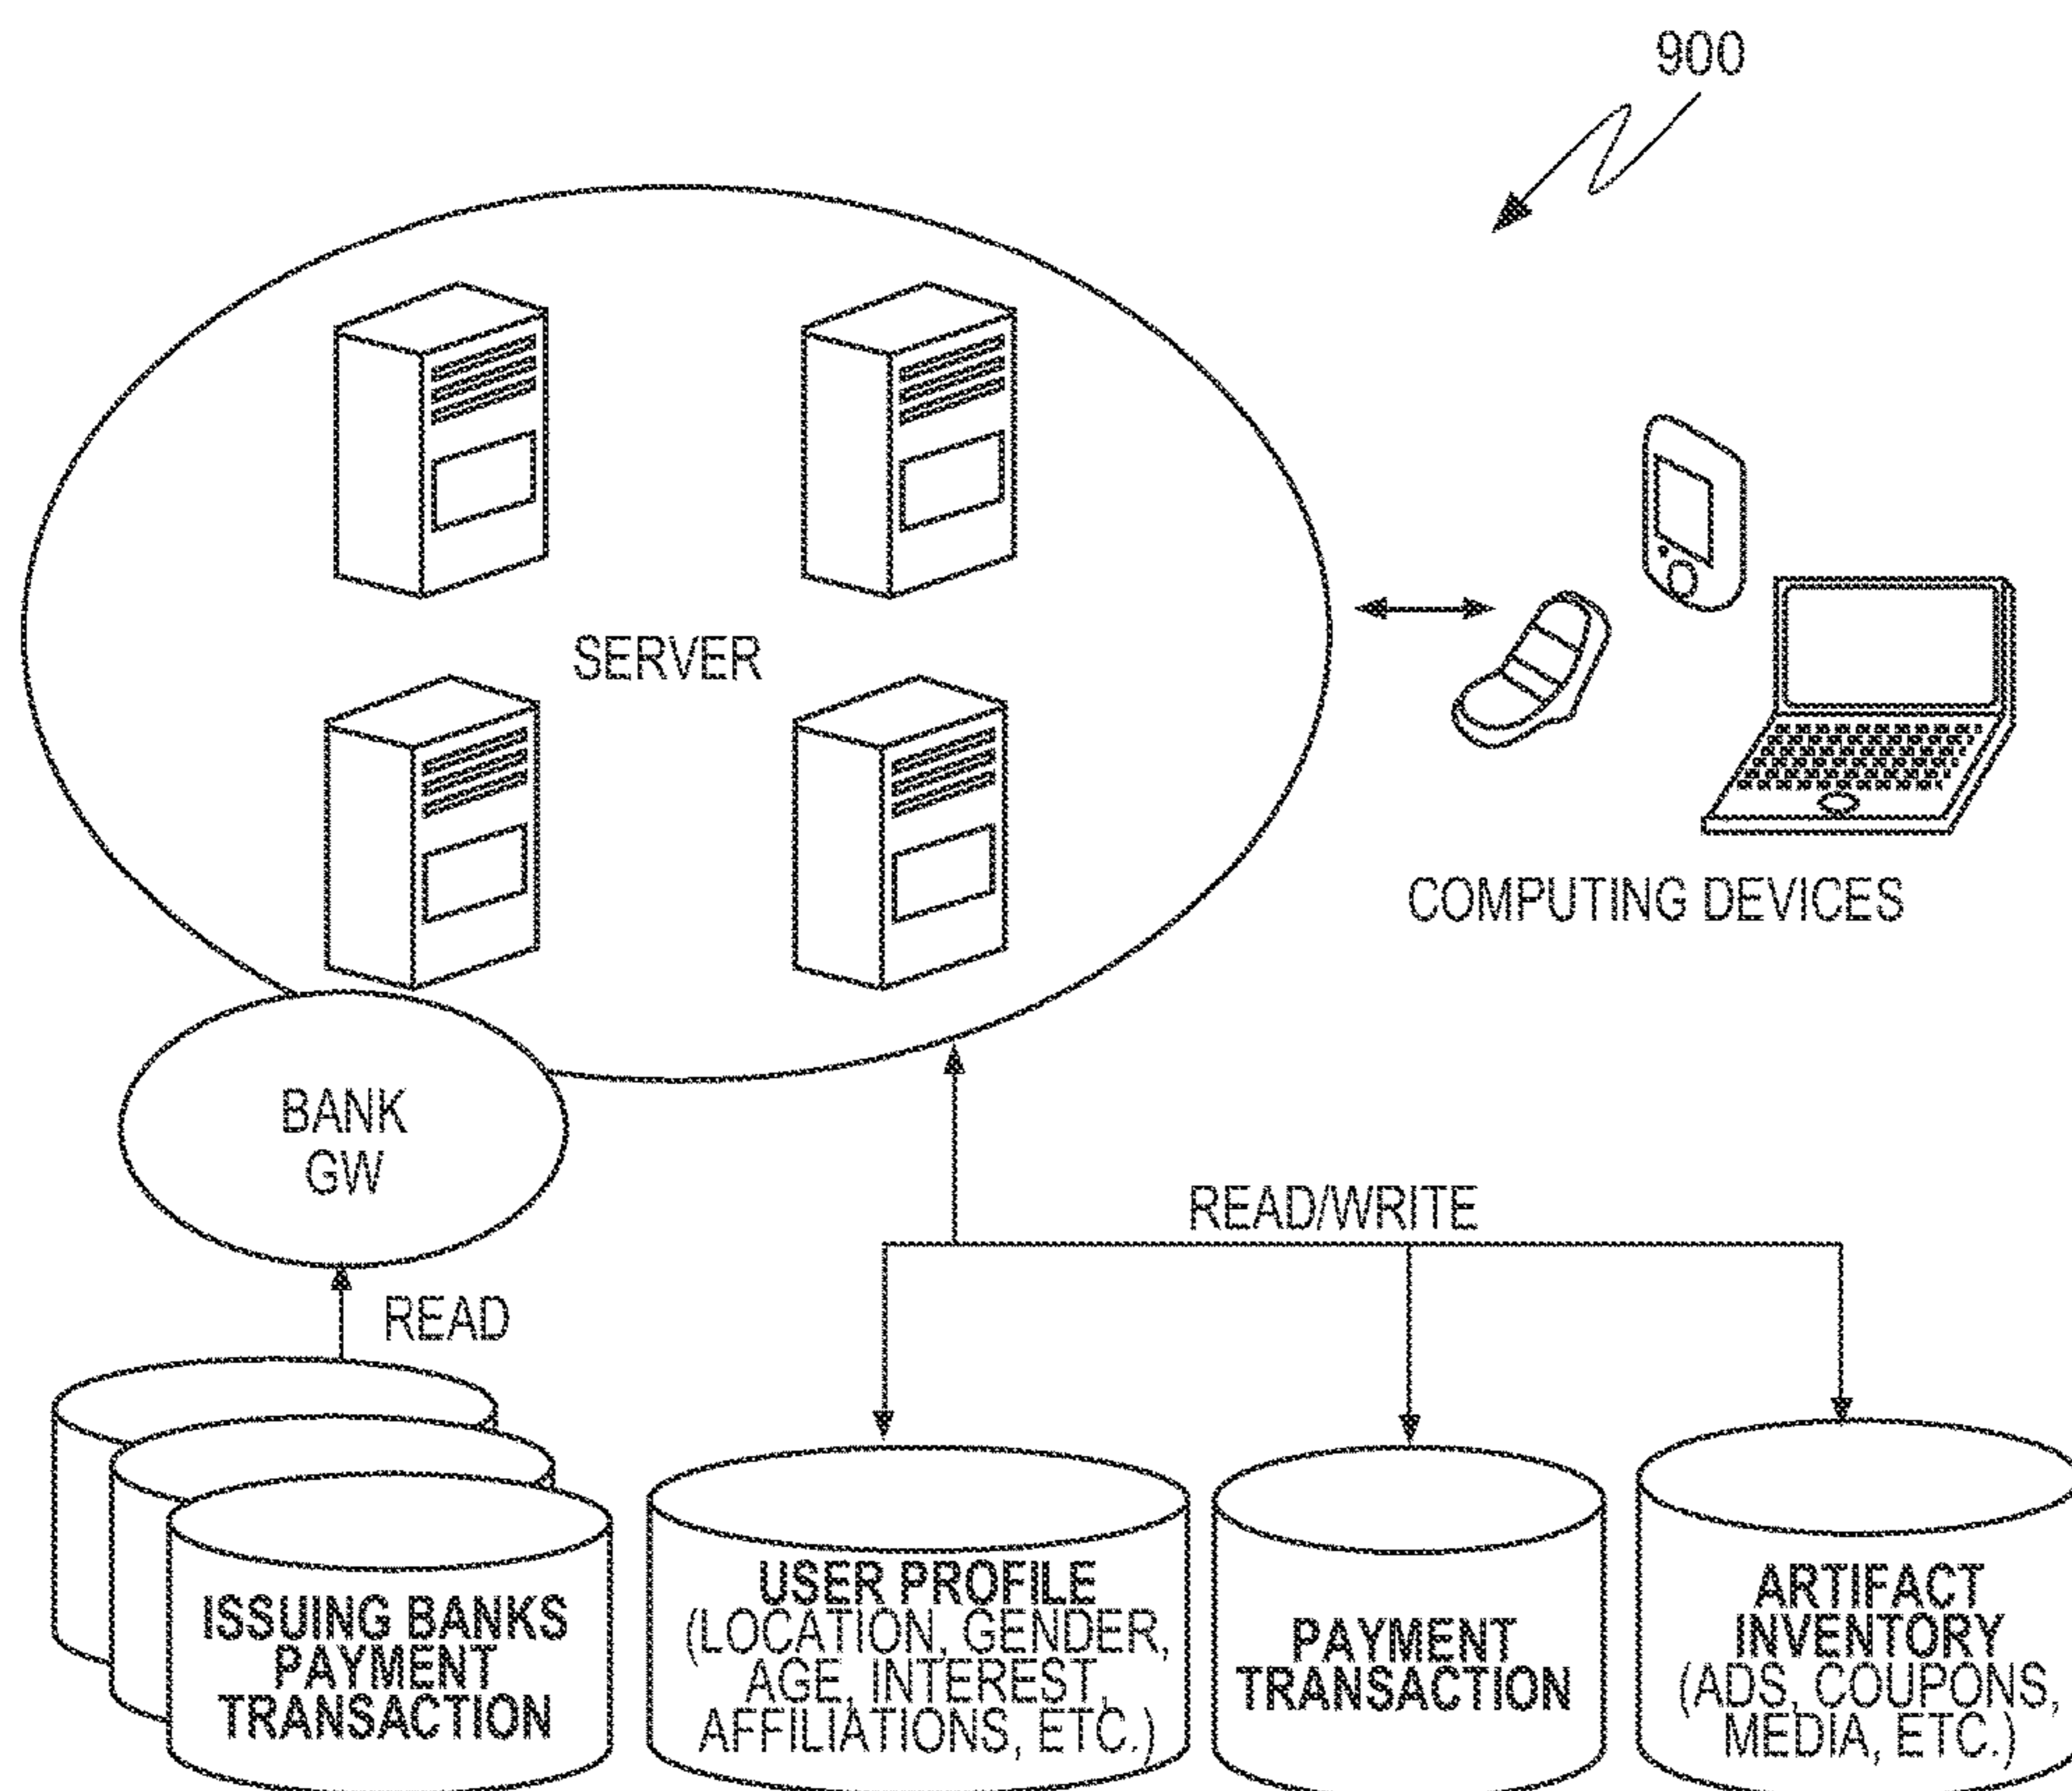 900
SERVER
COMPUTING DEVICES
BANK
GW
READ/WRITE
READ
ISSUING BANKS
PAYMENT
TRANSACTION
USER PROFILE
(LOCATION, GENDER,
AGE, INTEREST,
AFFILIATIONS, ETC.)
PAYMENT
TRANSACTION
ARTIFACT
INVENTORY
(ADS, COUPONS,
MEDIA, ETC.)